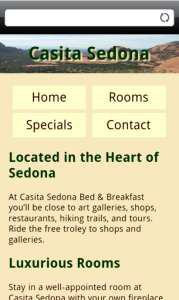 Casita Sedona
Home Rooms
Specials Contact
Located in the Heart of
Sedona
At Casita Sedona Bed & Breakfast
you'll be close to art galleries, shops,
restaurants, hiking trails, and tours.
Ride the free troley to shops and
galleries.
Luxurious Rooms
Stay in a well-appointed room at
Casita Sedona with your own fireplace,